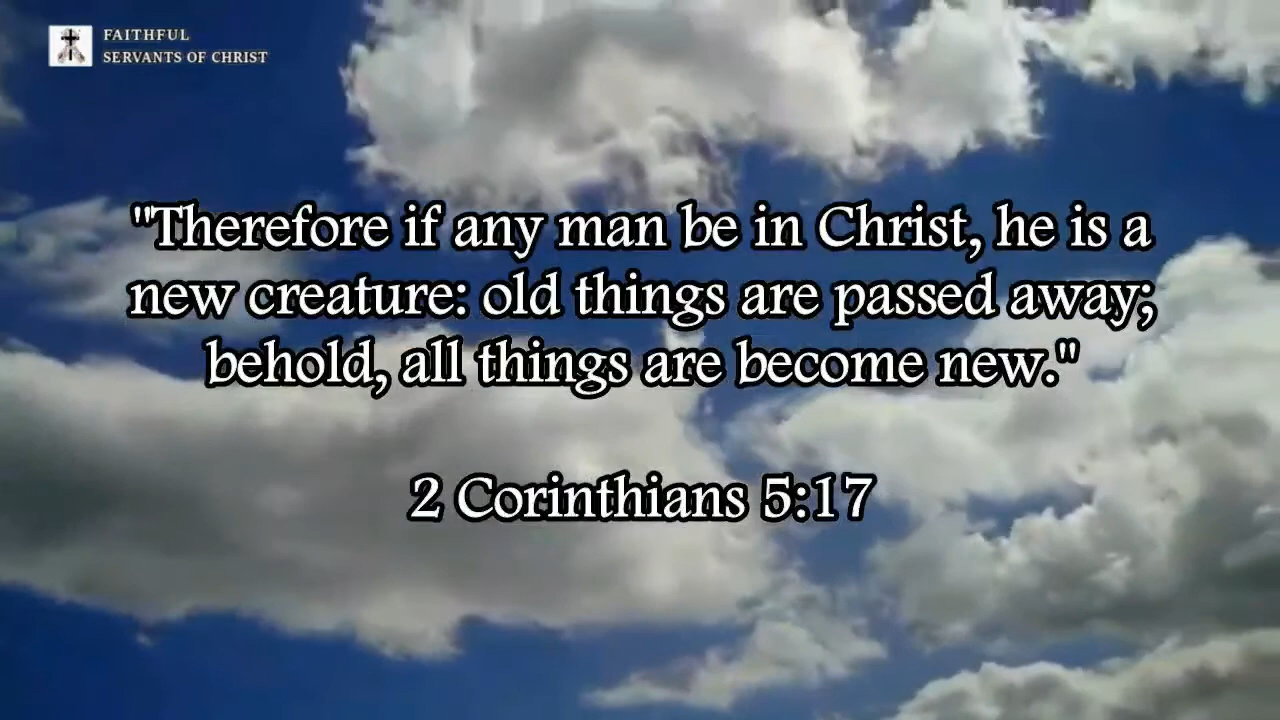 FAITHFUL
SERVANTS OF CHRIST
"Therefore if any man be in Christ, he is a
new creature: old things are passed away;
behold, all things are become new."
2 Corinthians 5:17